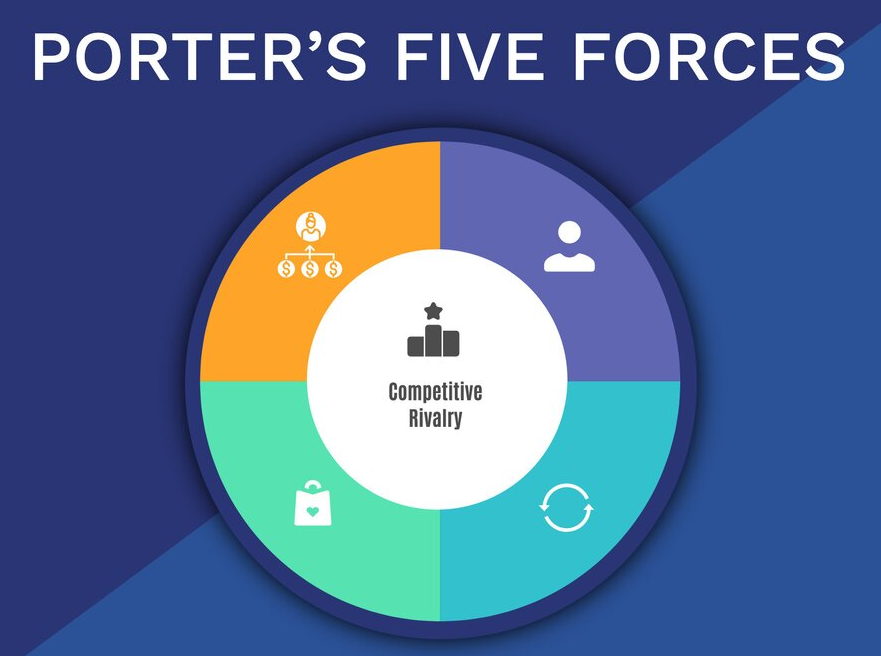 PORTER’S FIVE FORCES
$ $ $
Competitive
Rivalry